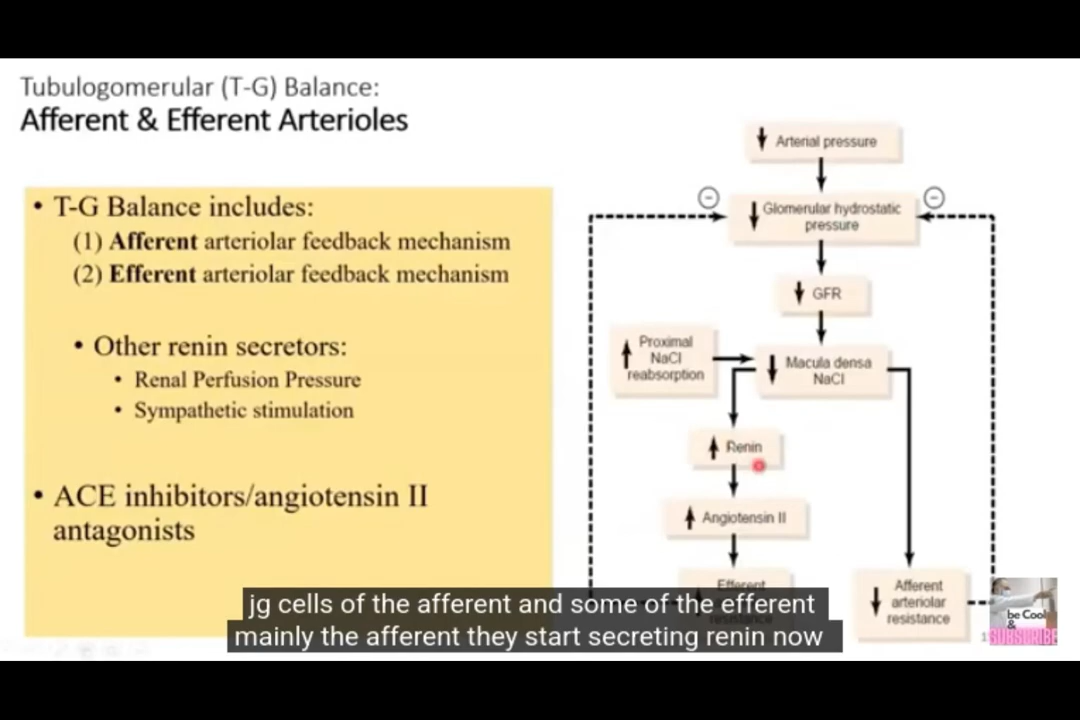 Tubulogomerular (T-G) Balance:
Afferent & Efferent Arterioles
• T-G Balance includes:
(1) Afferent arteriolar feedback mechanism
(2) Efferent arteriolar feedback mechanism
• Other renin secretors:
• Renal Perfusion Pressure
• Sympathetic stimulation
• ACE inhibitors/angiotensin II
antagonists
Arterial pressure
Glomerular hydrostatic
pressure
GFR
Proximal
NaCl
reabsorption
Macula densa
NaCl
Renin
Angiotensin II
Efferent
Afferent
arteriolar
resistance
jg cells of the afferent and some of the efferent
mainly the afferent they start secreting renin now
be Cool
&
SUBSCRIBE